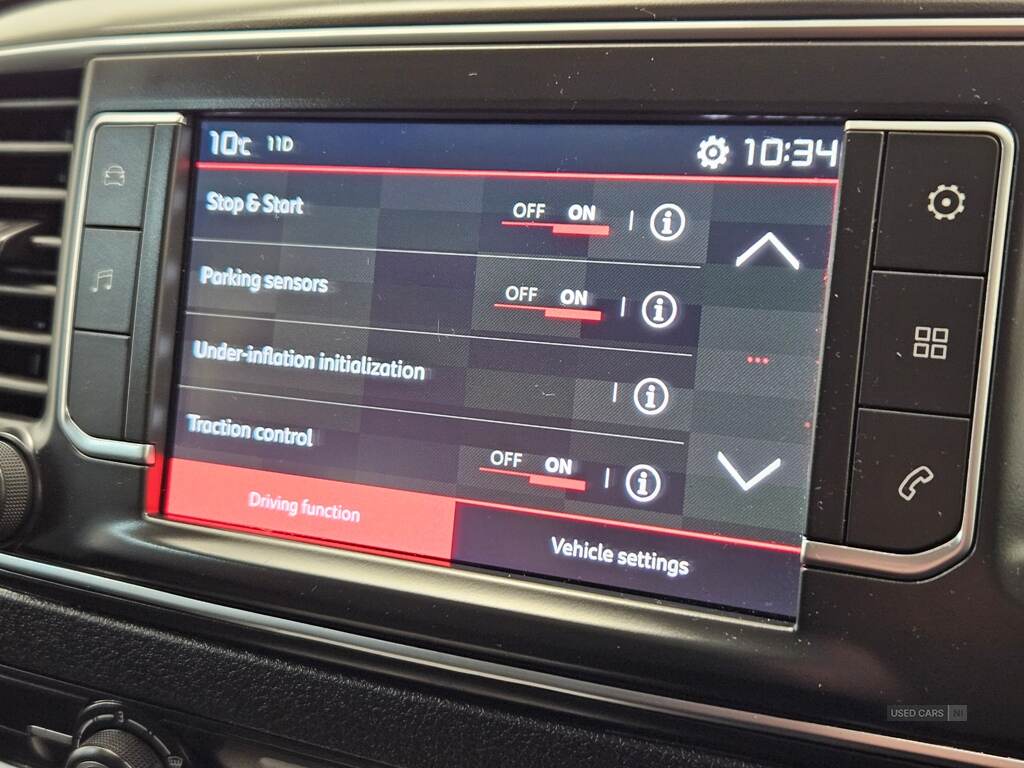 10°C 11D 10:34
Stop & Start OFF ON
Parking sensors OFF ON
Under-inflation initialization
Traction control OFF ON
Driving function Vehicle settings
USED CARS NI